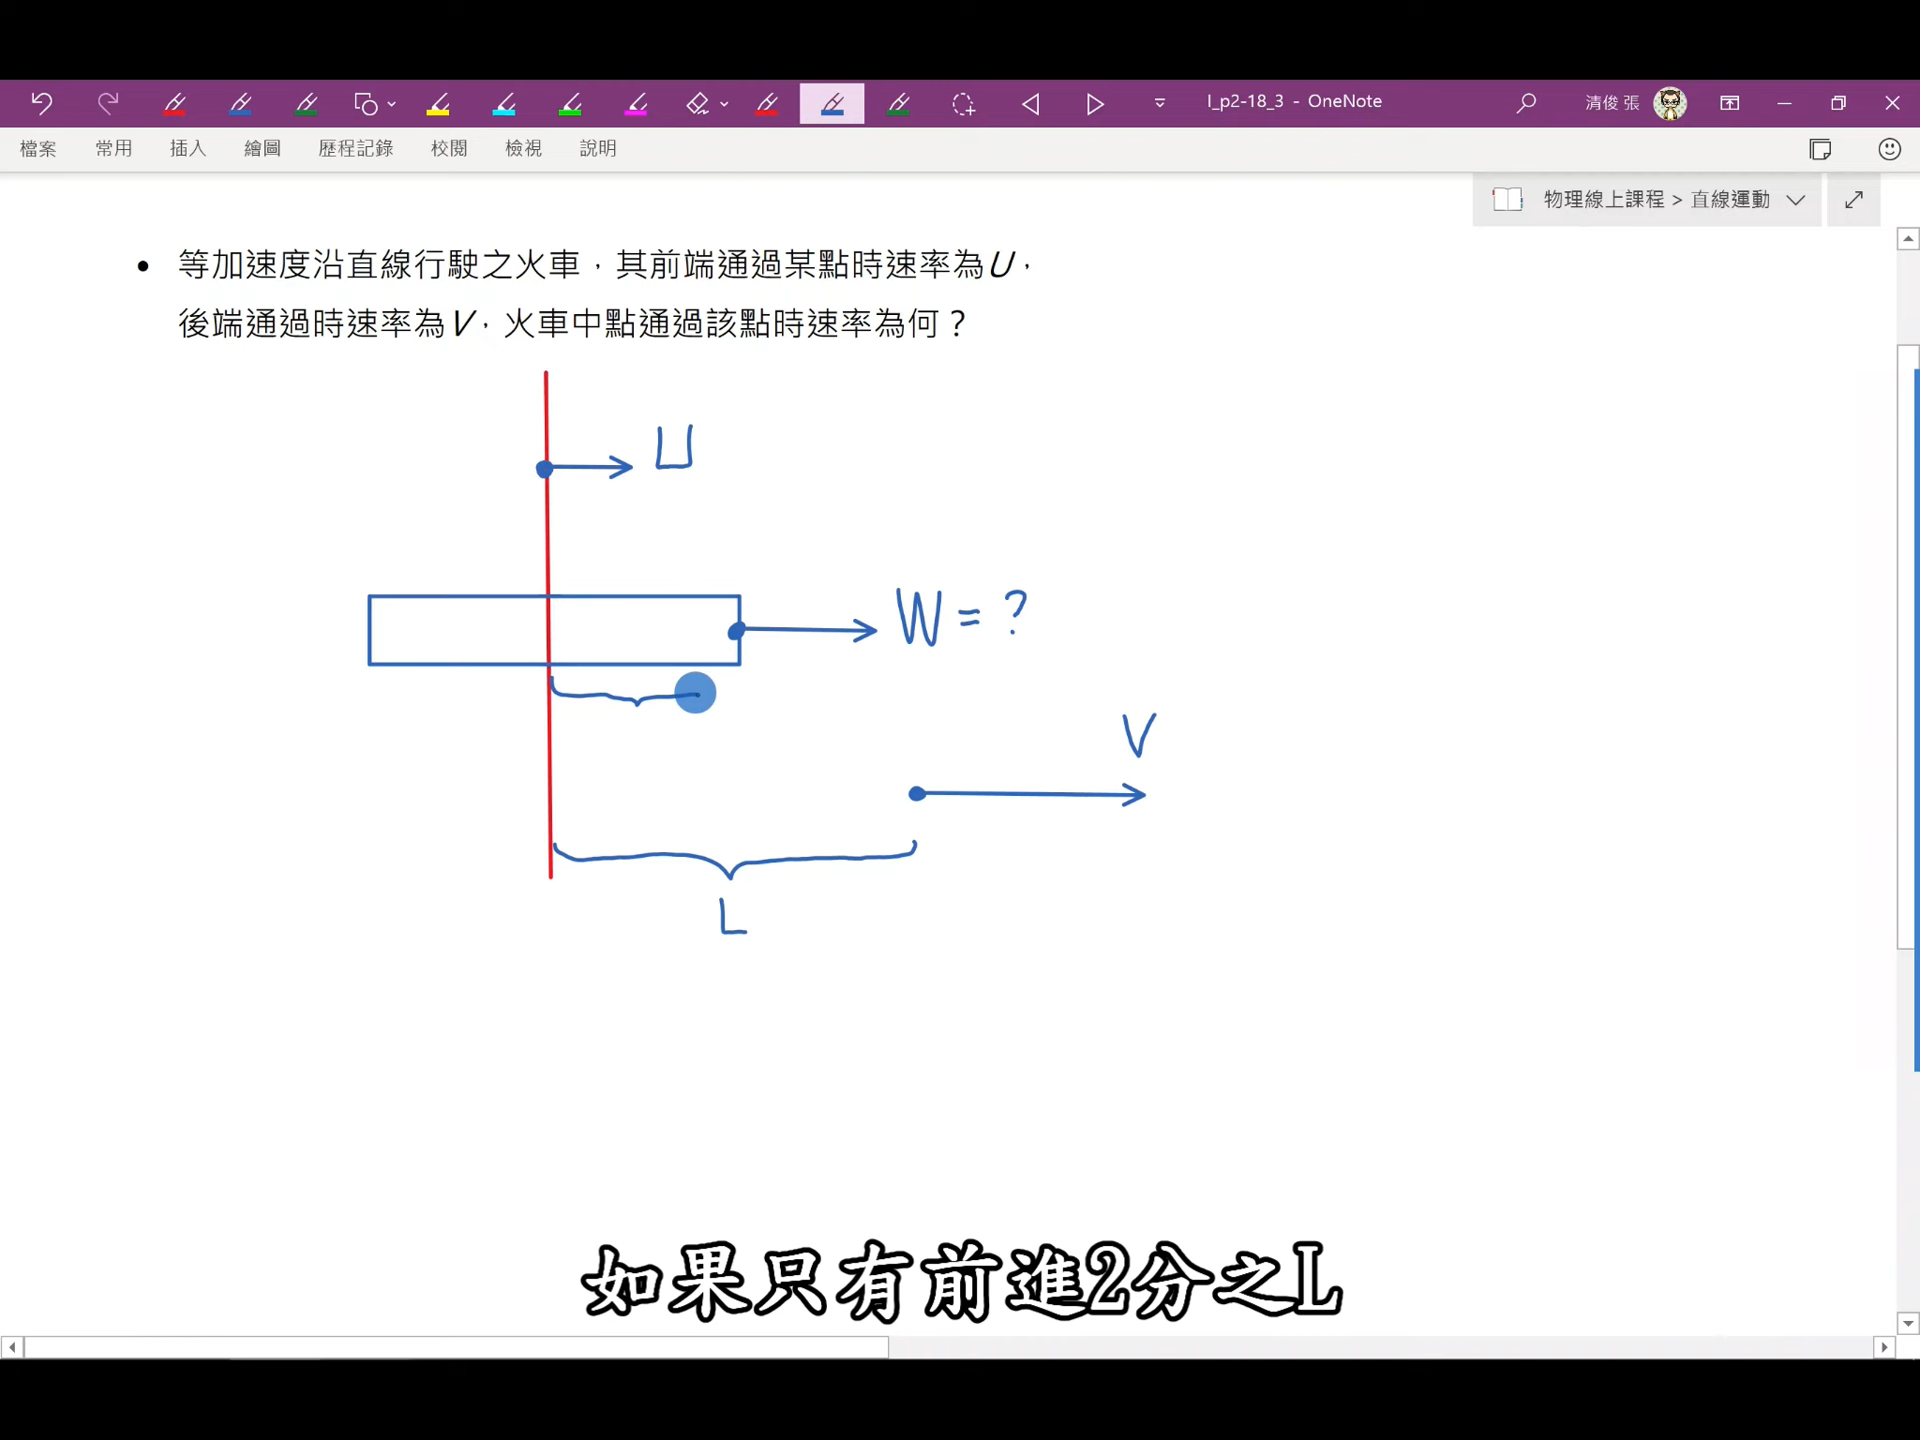 I_p2-18_3 - OneNote
清俊 張
檔案 常用 插入 繪圖 歷程記錄 校閱 檢視 說明
物理線上課程 > 直線運動
• 等加速度沿直線行駛之火車，其前端通過某點時速率為U，
後端通過時速率為V，火車中點通過該點時速率為何？
U
W = ?
V
L
如果只有前進2分之L